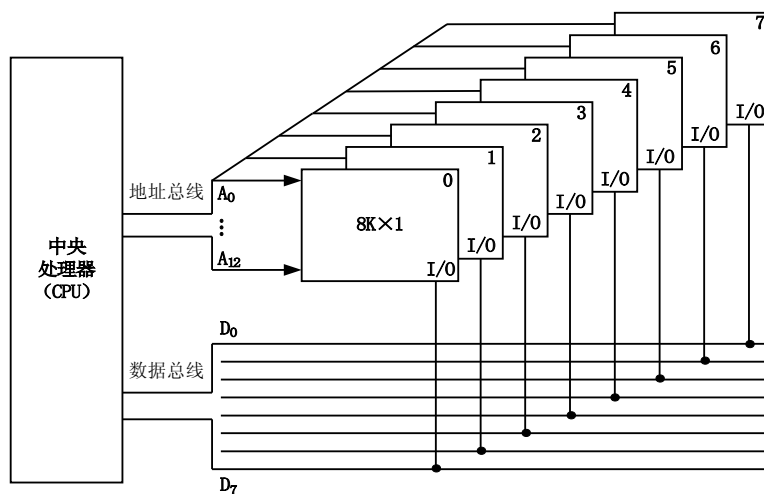 7
6
5
4
3
2
1
0
I/O
I/O
I/O
I/O
I/O
I/O
I/O
I/O
8K×1
地址总线
A₀
⋮
A₁₂
中央
处理器
(CPU)
D₀
数据总线
D₇